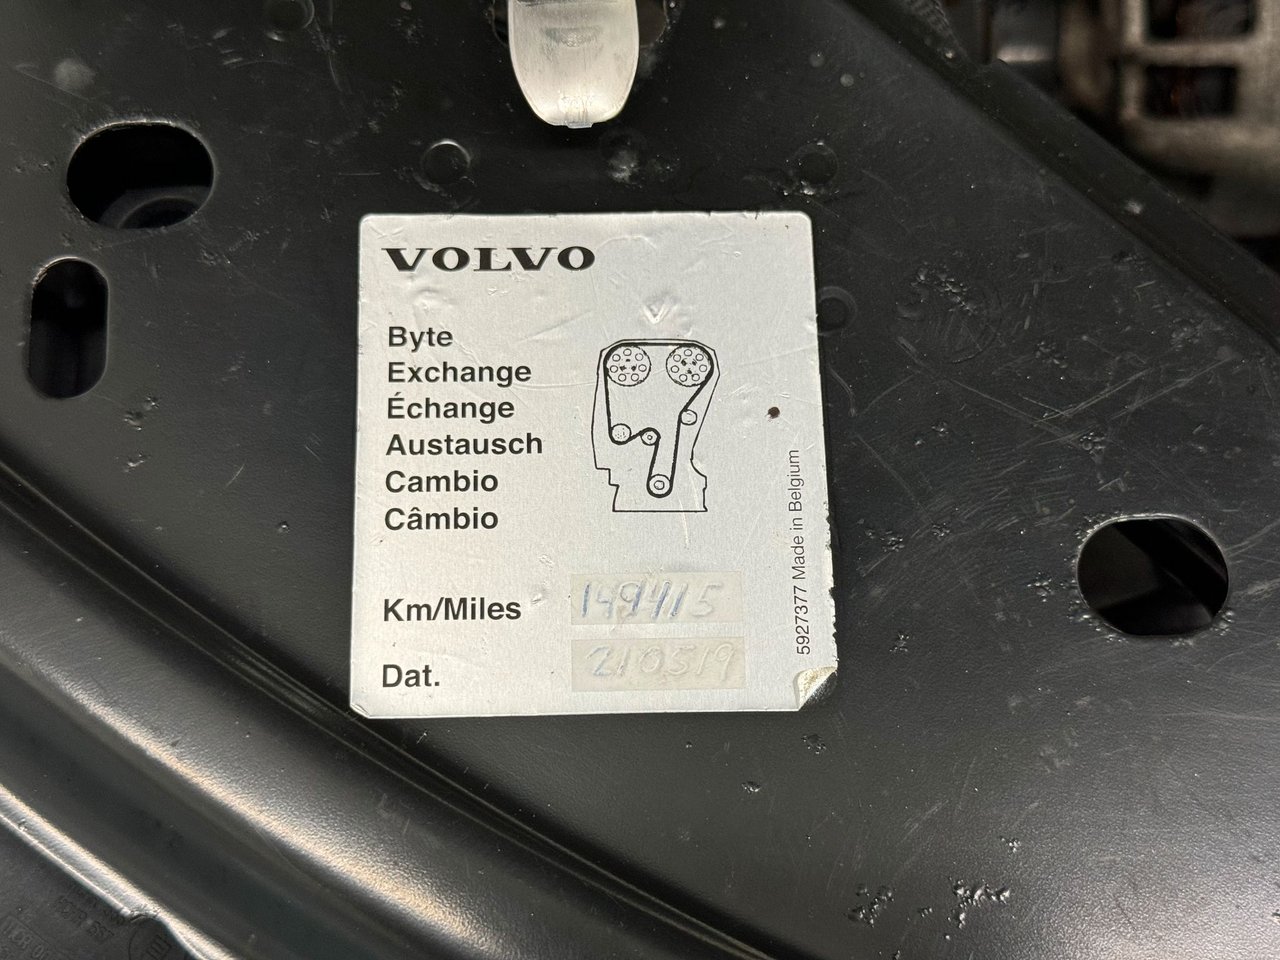 VOLVO
Byte
Exchange
Échange
Austausch
Cambio
Câmbio
Km/Miles 149415
Dat. 210519
5927377 Made in Belgium